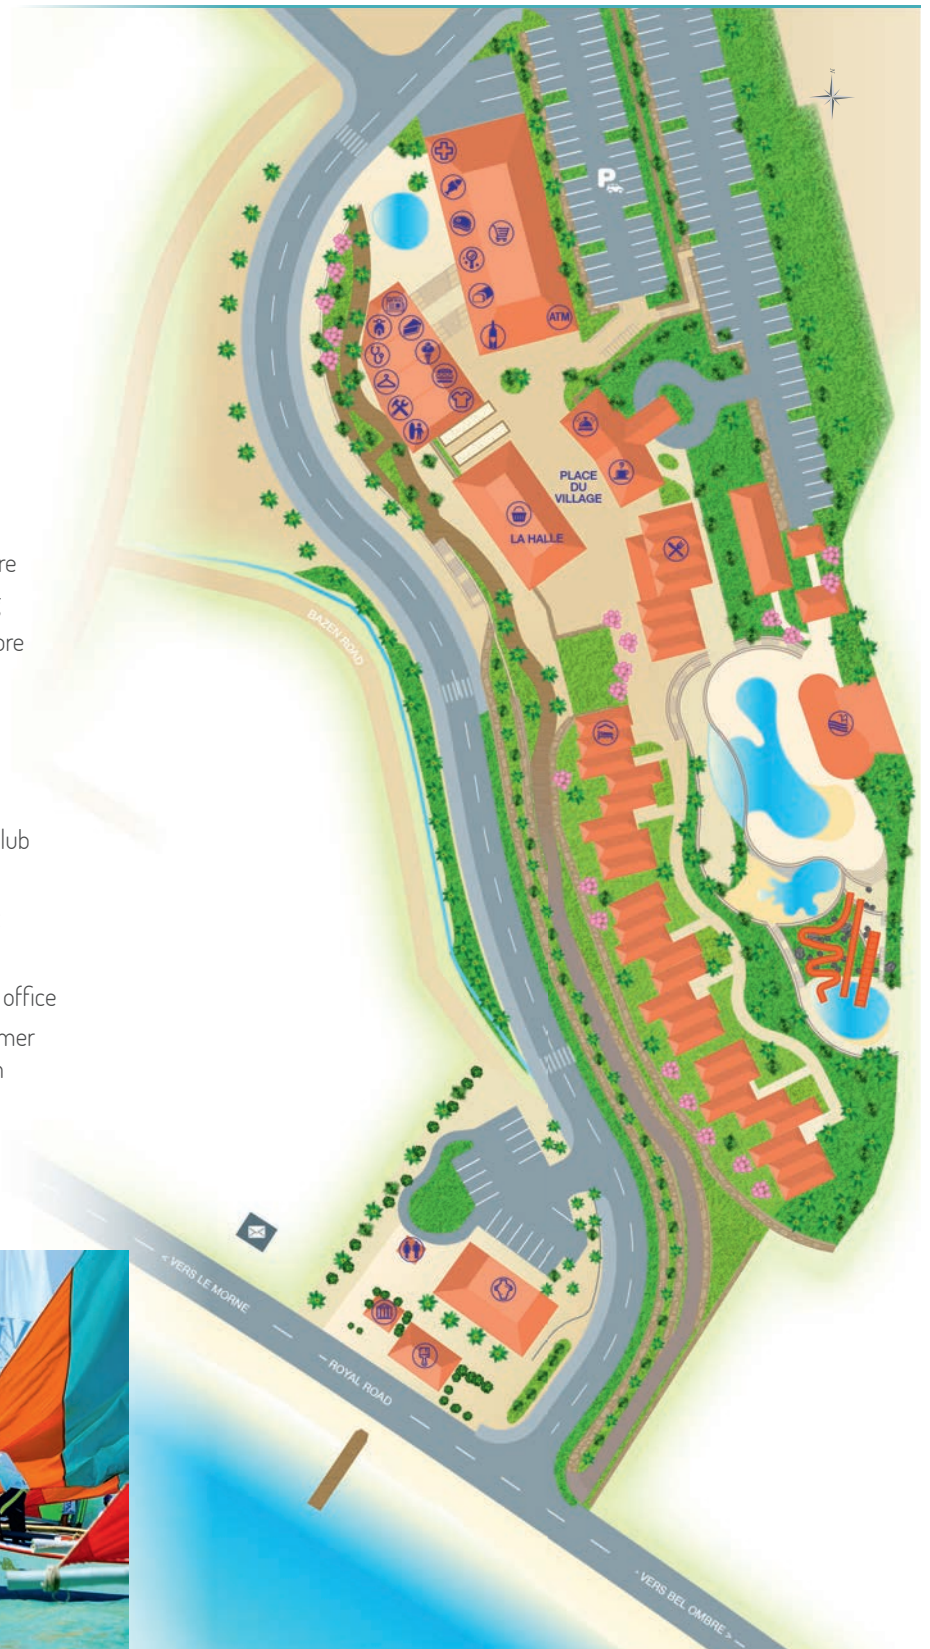 N
P
ATM
PLACE
DU
VILLAGE
LA HALLE
BAZEN ROAD
re
ore
lub
office
mer
< VERS LE MORNE
ROYAL ROAD
- VERS BEL OMBRE >